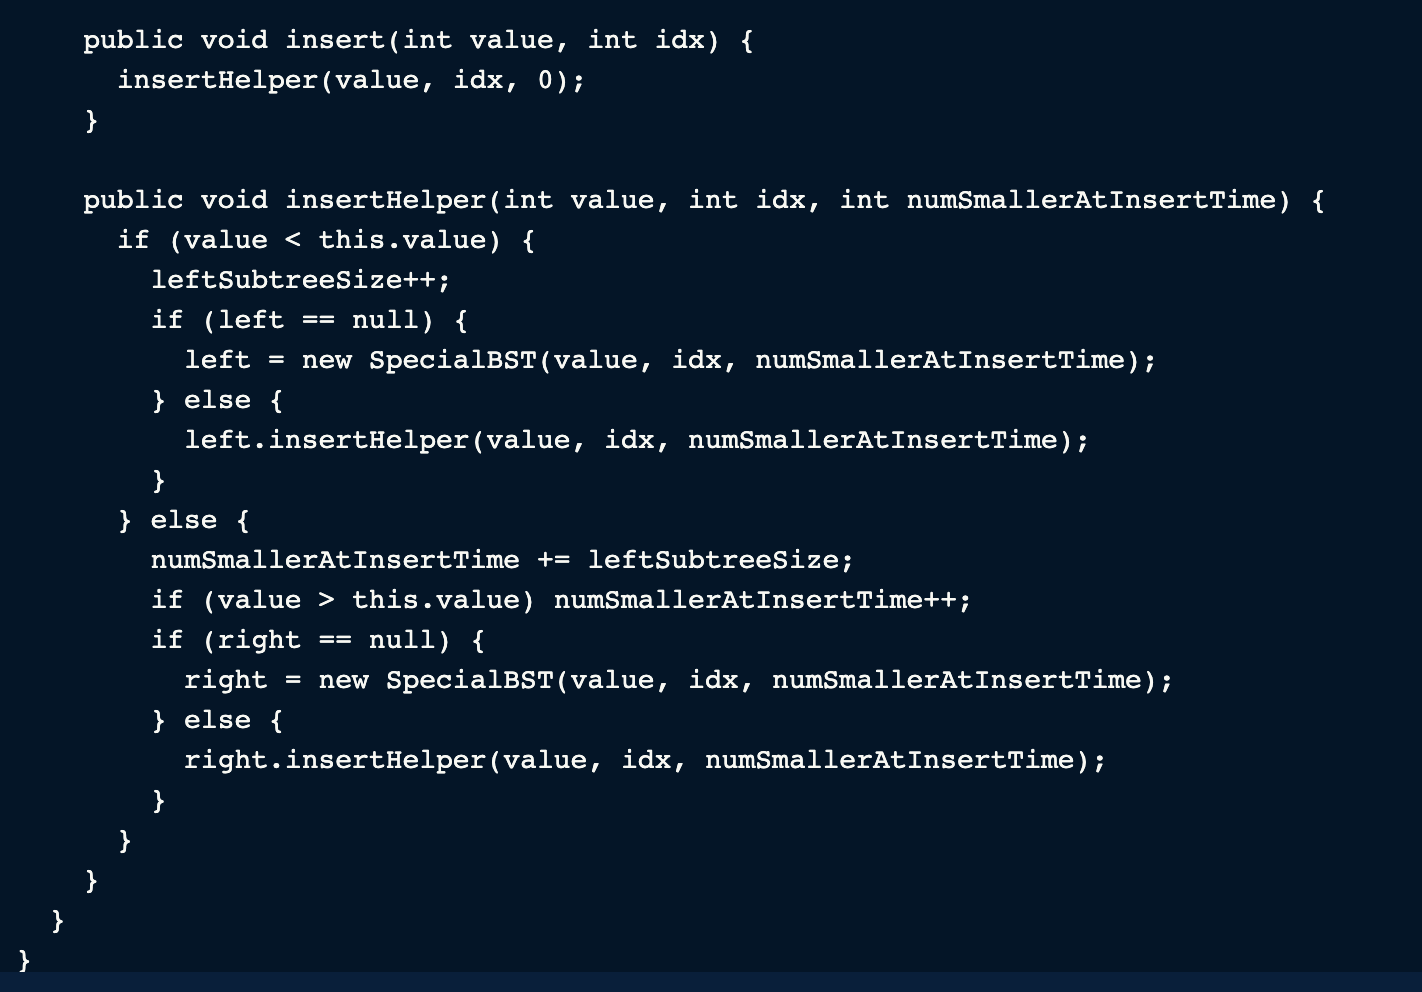 public void insert(int value, int idx) {
insertHelper(value, idx, 0);
}
public void insertHelper(int value, int idx, int numSmallerAtInsertTime) {
if (value < this.value) {
leftSubtreeSize++;
if (left == null) {
left = new SpecialBST(value, idx, numSmallerAtInsertTime);
} else {
left.insertHelper(value, idx, numSmallerAtInsertTime);
}
} else {
numSmallerAtInsertTime += leftSubtreeSize;
if (value > this.value) numSmallerAtInsertTime++;
if (right == null) {
right = new SpecialBST(value, idx, numSmallerAtInsertTime);
} else {
right.insertHelper(value, idx, numSmallerAtInsertTime);
}
}
}
}
}